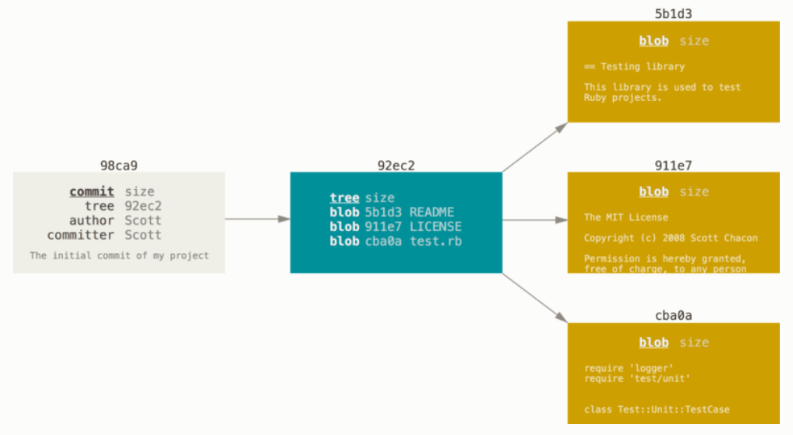 98ca9
commit size
tree 92ec2
author Scott
committer Scott
The initial commit of my project
92ec2
tree size
blob 5b1d3 README
blob 911e7 LICENSE
blob cba0a test.rb
5b1d3
blob size
== Testing library
This library is used to test
Ruby projects.
911e7
blob size
The MIT License
Copyright (c) 2008 Scott Chacon
Permission is hereby granted,
free of charge, to any person
cba0a
blob size
require 'logger'
require 'test/unit'
class Test::Unit::TestCase